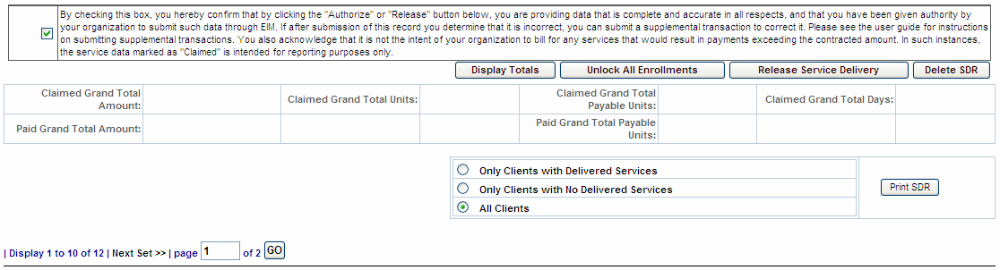 By checking this box, you hereby confirm that by clicking the "Authorize" or "Release" button below, you are providing data that is complete and accurate in all respects, and that you have been given authority by
your organization to submit such data through EIM. If after submission of this record you determine that it is incorrect, you can submit a supplemental transaction to correct it. Please see the user guide for instructions
on submitting supplemental transactions. You also acknowledge that it is not the intent of your organization to bill for any services that would result in payments exceeding the contracted amount. In such instances,
the service data marked as "Claimed" is intended for reporting purposes only.
Display Totals Unlock All Enrollments Release Service Delivery Delete SDR
Claimed Grand Total
Amount:
Claimed Grand Total Units:
Claimed Grand Total
Payable Units:
Claimed Grand Total Days:
Paid Grand Total Amount:
Paid Grand Total Payable
Units:
Only Clients with Delivered Services
Only Clients with No Delivered Services
All Clients
Print SDR
| Display 1 to 10 of 12 | Next Set >> | page 1 of 2 GO